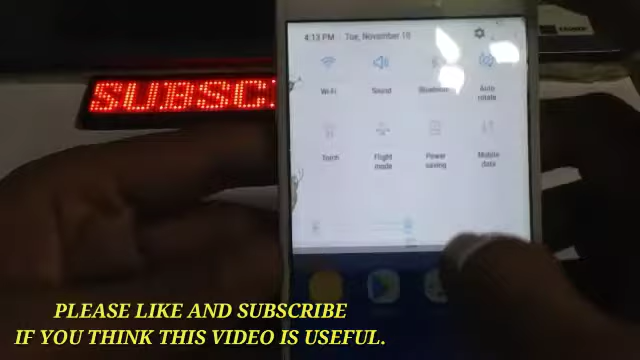 4:13 PM Tue, November 18
SUBSC
Wi-Fi Sound Bluetooth Auto rotate
Torch Flight mode Power saving Mobile data
PLEASE LIKE AND SUBSCRIBE
IF YOU THINK THIS VIDEO IS USEFUL.